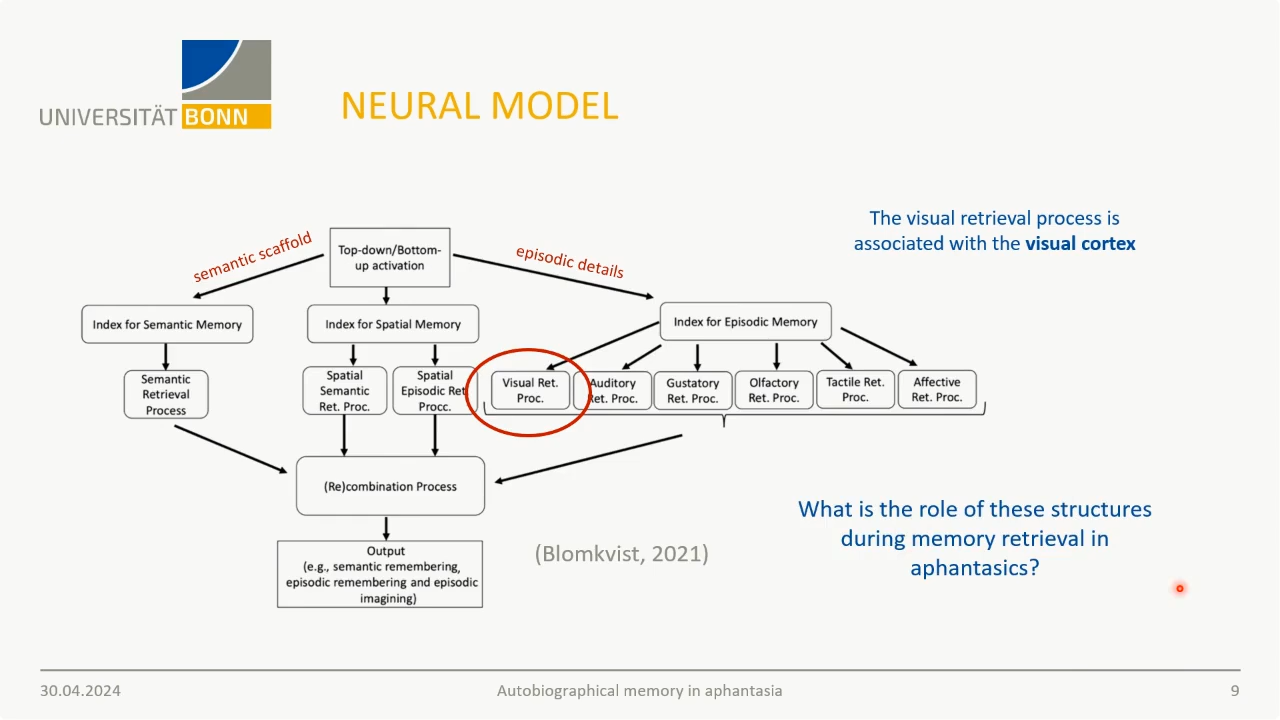 UNIVERSITÄT BONN
NEURAL MODEL
The visual retrieval process is
associated with the visual cortex
semantic scaffold
Top-down/Bottom-
up activation
episodic details
Index for Semantic Memory
Index for Spatial Memory
Index for Episodic Memory
Semantic
Retrieval
Process
Spatial
Semantic
Ret. Proc.
Spatial
Episodic Ret
Procc.
Visual Ret.
Proc.
Auditory
Ret. Proc.
Gustatory
Ret. Proc.
Olfactory
Ret. Proc.
Tactile Ret.
Proc.
Affective
Ret. Proc.
(Re)combination Process
Output
(e.g., semantic remembering,
episodic remembering and episodic
imagining)
(Blomkvist, 2021)
What is the role of these structures
during memory retrieval in
aphantasics?
30.04.2024
Autobiographical memory in aphantasia
9